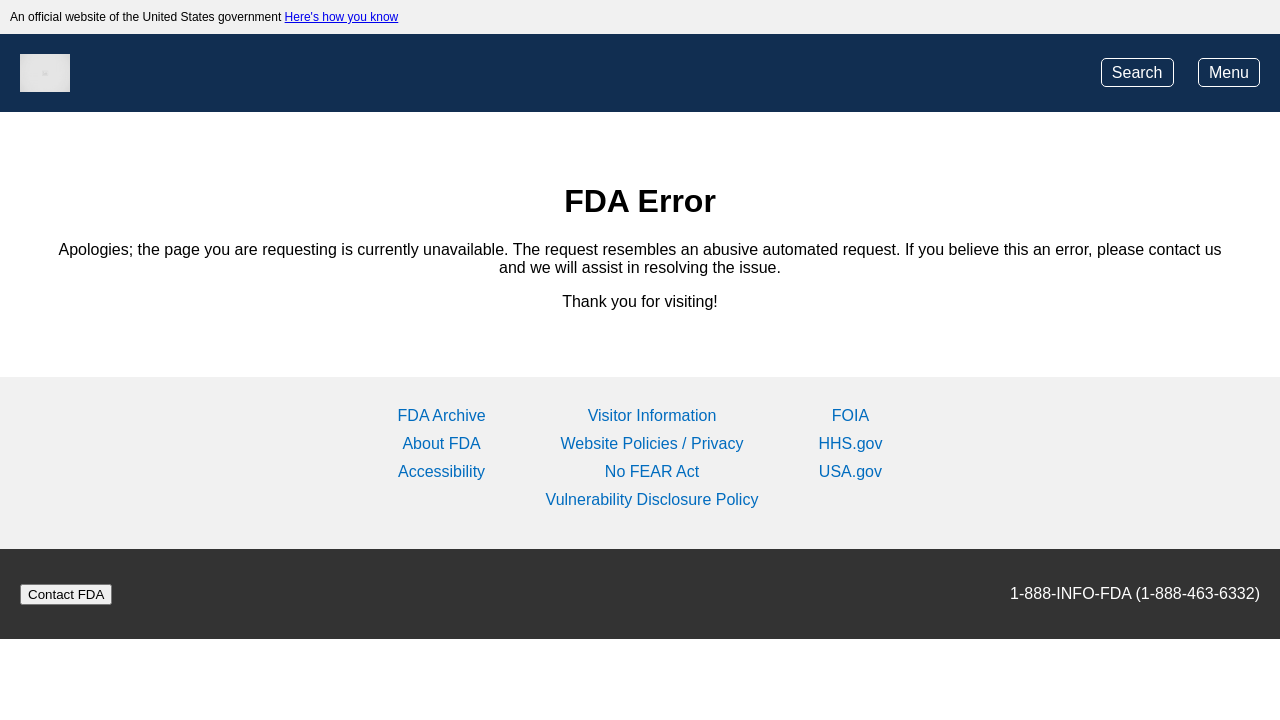 An official website of the United States government Here's how you know
Search
Menu
FDA Error
Apologies; the page you are requesting is currently unavailable. The request resembles an abusive automated request. If you believe this an error, please contact us
and we will assist in resolving the issue.
Thank you for visiting!
FDA Archive
About FDA
Accessibility
Visitor Information
Website Policies / Privacy
No FEAR Act
Vulnerability Disclosure Policy
FOIA
HHS.gov
USA.gov
Contact FDA
1-888-INFO-FDA (1-888-463-6332)